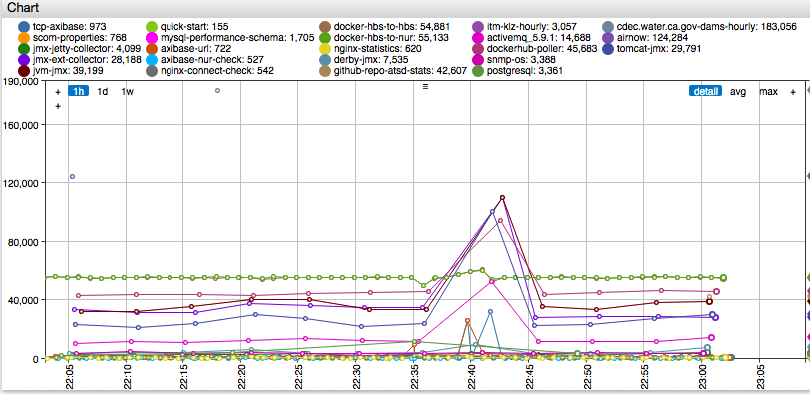 Chart
tcp-axibase: 973
scom-properties: 768
jmx-jetty-collector: 4,099
jmx-ext-collector: 28,188
jvm-jmx: 39,199
quick-start: 155
mysql-performance-schema: 1,705
axibase-url: 722
axibase-nur-check: 527
nginx-connect-check: 542
docker-hbs-to-hbs: 54,881
docker-hbs-to-nur: 55,133
nginx-statistics: 620
derby-jmx: 7,535
github-repo-atsd-stats: 42,607
itm-klz-hourly: 3,057
activemq_5.9.1: 14,688
dockerhub-poller: 45,683
snmp-os: 3,388
postgresql: 3,361
cdec.water.ca.gov-dams-hourly: 183,056
airnow: 124,284
tomcat-jmx: 29,791
+ 1h 1d 1w
+
detail avg max +
190,000
160,000
120,000
80,000
40,000
0
22:05
22:10
22:15
22:20
22:25
22:30
22:35
22:40
22:45
22:50
22:55
23:00
23:05